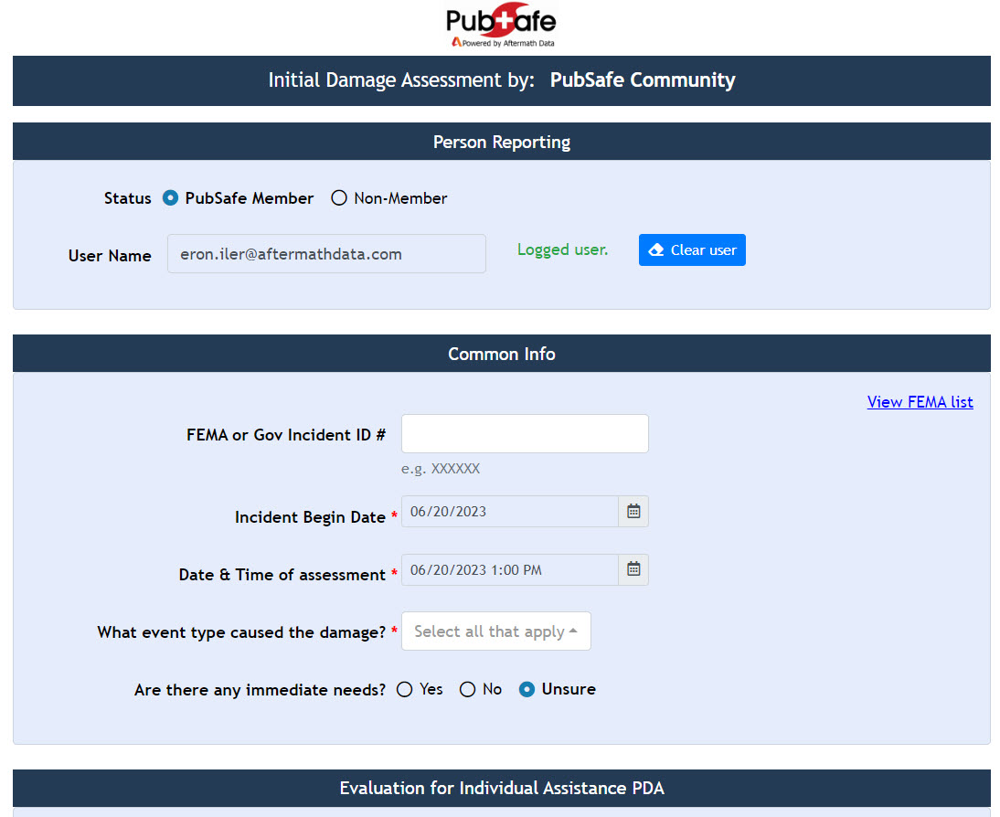 PubSafe
Powered by Aftermath Data
Initial Damage Assessment by: PubSafe Community
Person Reporting
Status PubSafe Member Non-Member
User Name eron.iler@aftermathdata.com Logged user. Clear user
Common Info
View FEMA list
FEMA or Gov Incident ID #
e.g. XXXXXX
Incident Begin Date * 06/20/2023
Date & Time of assessment * 06/20/2023 1:00 PM
What event type caused the damage? * Select all that apply
Are there any immediate needs? Yes No Unsure
Evaluation for Individual Assistance PDA